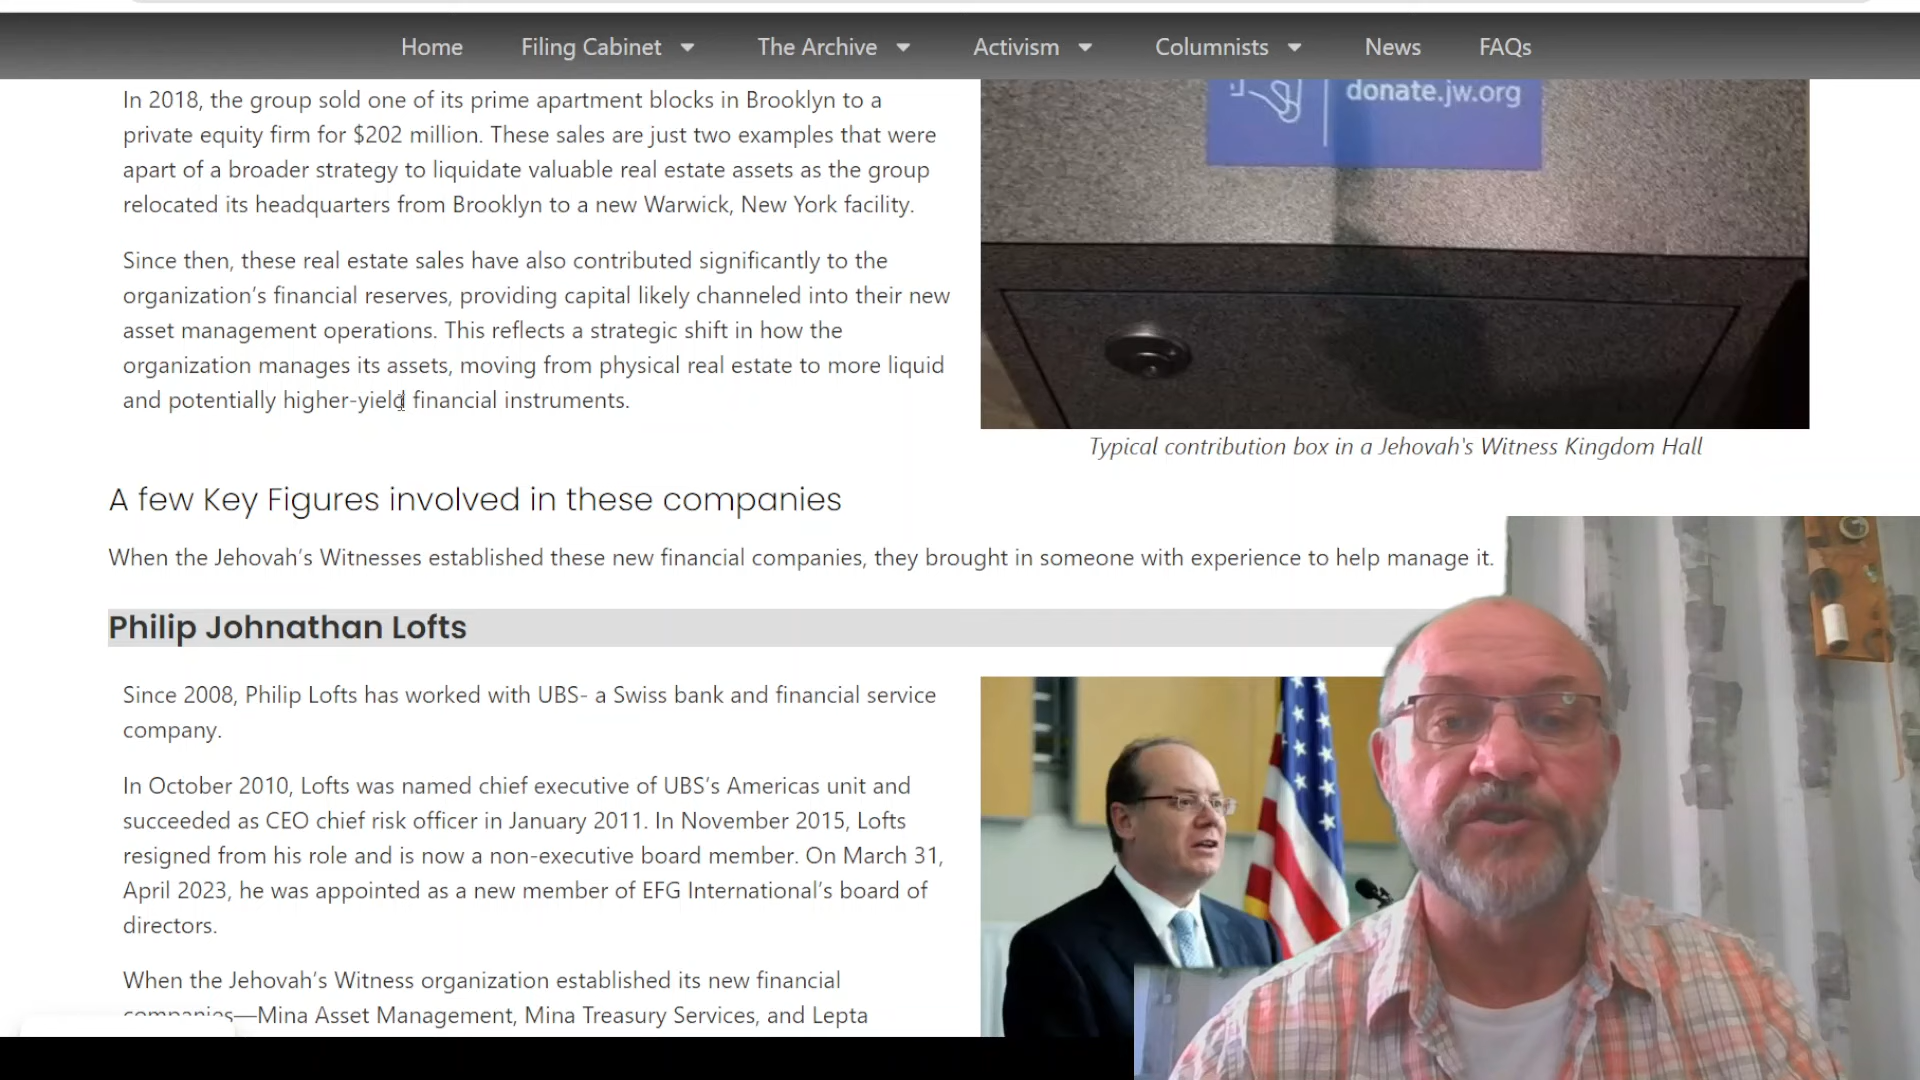 Home Filing Cabinet The Archive Activism Columnists News FAQs
In 2018, the group sold one of its prime apartment blocks in Brooklyn to a
private equity firm for $202 million. These sales are just two examples that were
apart of a broader strategy to liquidate valuable real estate assets as the group
relocated its headquarters from Brooklyn to a new Warwick, New York facility.
Since then, these real estate sales have also contributed significantly to the
organization’s financial reserves, providing capital likely channeled into their new
asset management operations. This reflects a strategic shift in how the
organization manages its assets, moving from physical real estate to more liquid
and potentially higher-yield financial instruments.
donate.jw.org
Typical contribution box in a Jehovah's Witness Kingdom Hall
A few Key Figures involved in these companies
When the Jehovah’s Witnesses established these new financial companies, they brought in someone with experience to help manage it.
Philip Johnathan Lofts
Since 2008, Philip Lofts has worked with UBS- a Swiss bank and financial service
company.
In October 2010, Lofts was named chief executive of UBS’s Americas unit and
succeeded as CEO chief risk officer in January 2011. In November 2015, Lofts
resigned from his role and is now a non-executive board member. On March 31,
April 2023, he was appointed as a new member of EFG International’s board of
directors.
When the Jehovah’s Witness organization established its new financial
companies—Mina Asset Management, Mina Treasury Services, and Lepta